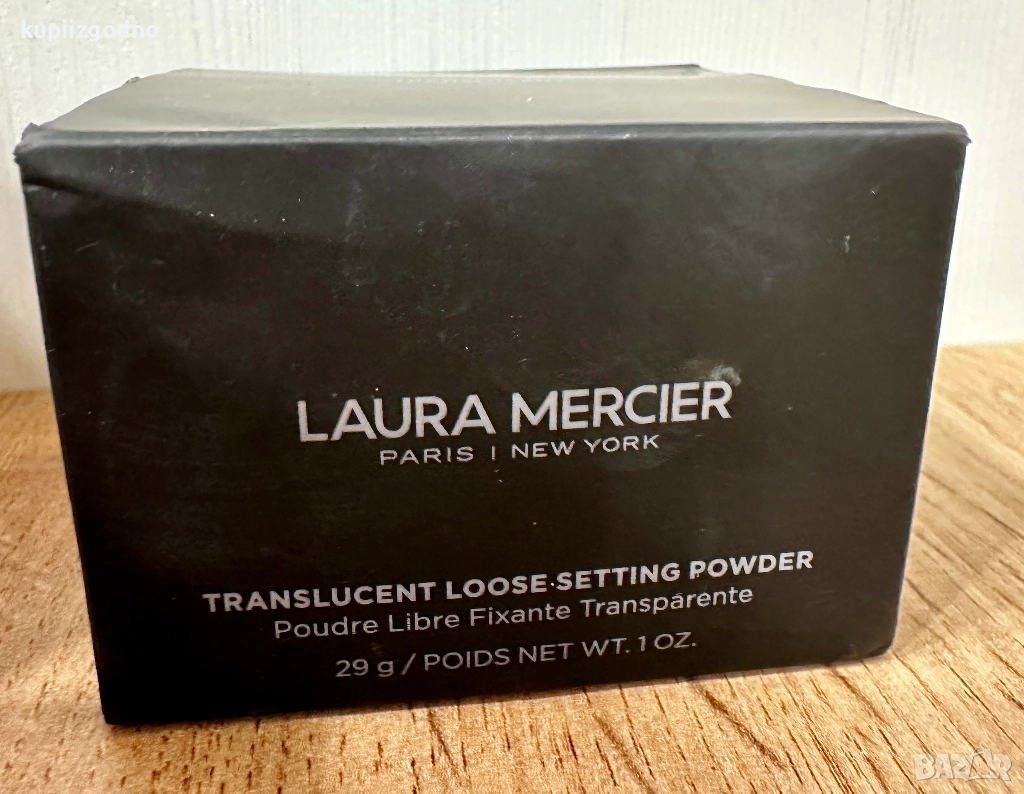 kupiizgodno
LAURA MERCIER
PARIS | NEW YORK
TRANSLUCENT LOOSE SETTING POWDER
Poudre Libre Fixante Transparente
29 g / POIDS NET WT. 1 OZ.
BAZAR